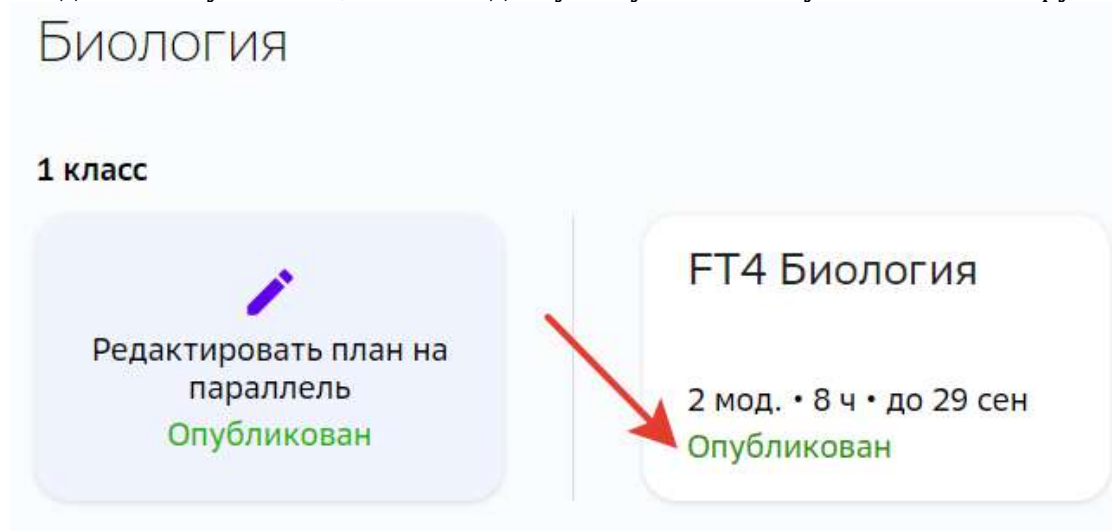 Биология
1 класс
Редактировать план на
параллель
Опубликован
FT4 Биология
2 мод. • 8 ч • до 29 сен
Опубликован